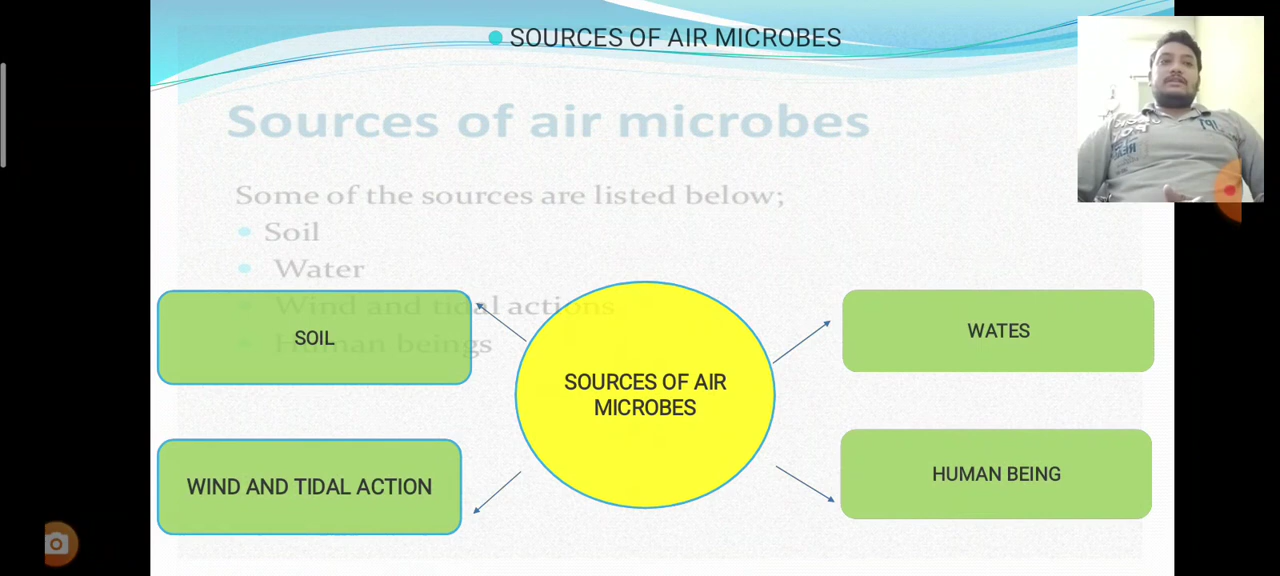 SOURCES OF AIR MICROBES
Sources of air microbes
Some of the sources are listed below;
Soil
Water
Wind and tidal actions
Human beings
SOIL
WATES
SOURCES OF AIR
MICROBES
WIND AND TIDAL ACTION
HUMAN BEING